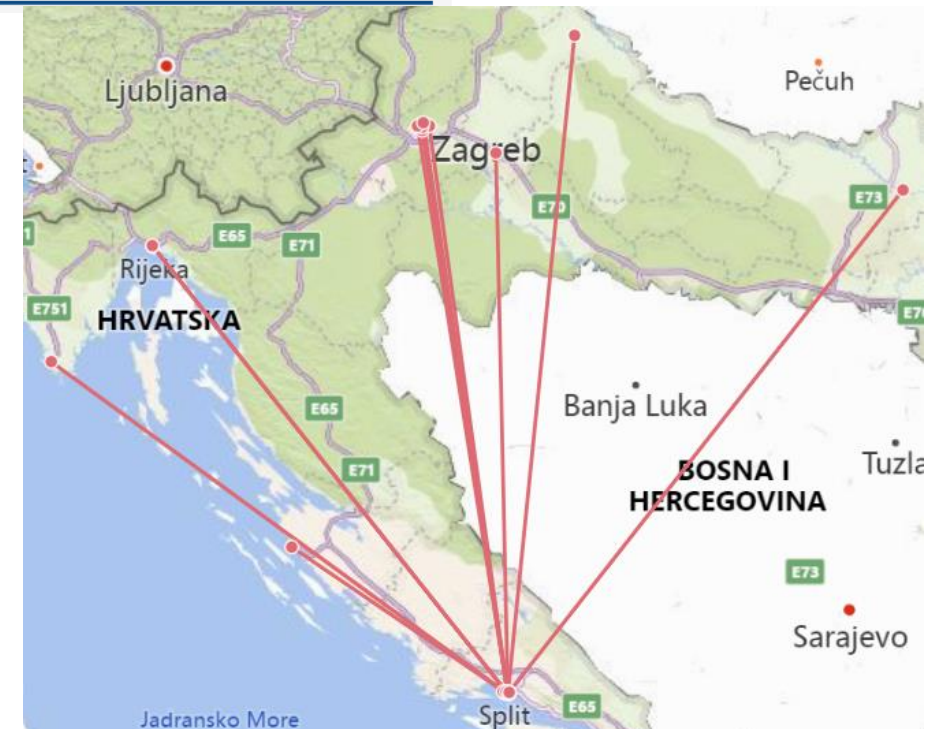 Ljubljana
Pečuh
Zagreb
E73
E70
E65
E71
Rijeka
E751
HRVATSKA
Banja Luka
E65
E71
BOSNA I
HERCEGOVINA
Tuzla
E73
Sarajevo
Jadransko More
Split
E65